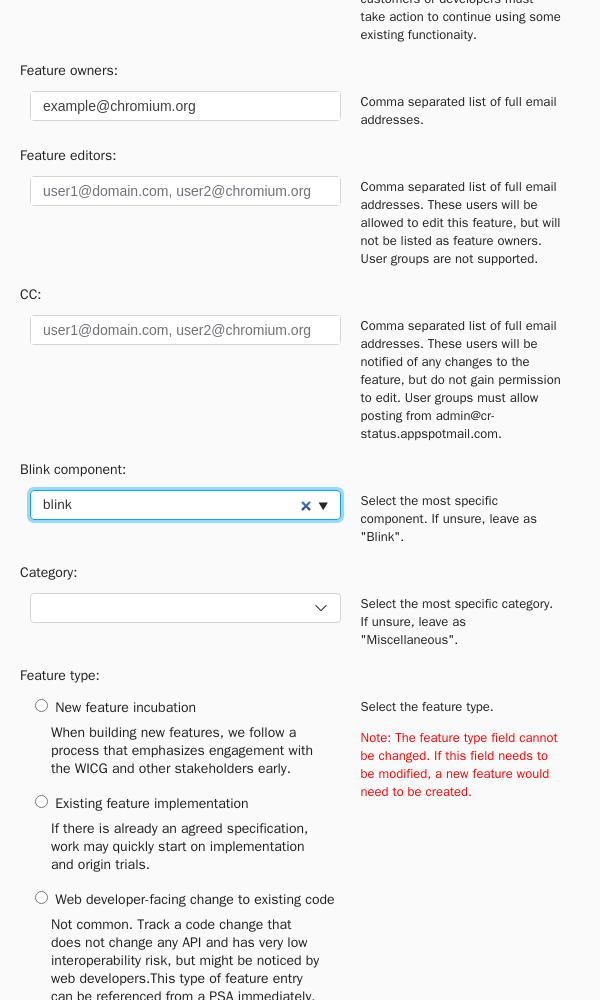 customers or developers must
take action to continue using some
existing functionaity.
Feature owners:
example@chromium.org
Comma separated list of full email
addresses.
Feature editors:
user1@domain.com, user2@chromium.org
Comma separated list of full email
addresses. These users will be
allowed to edit this feature, but will
not be listed as feature owners.
User groups are not supported.
CC:
user1@domain.com, user2@chromium.org
Comma separated list of full email
addresses. These users will be
notified of any changes to the
feature, but do not gain permission
to edit. User groups must allow
posting from admin@cr-
status.appspotmail.com.
Blink component:
blink
Select the most specific
component. If unsure, leave as
"Blink".
Category:
Select the most specific category.
If unsure, leave as
"Miscellaneous".
Feature type:
New feature incubation
When building new features, we follow a
process that emphasizes engagement with
the WICG and other stakeholders early.
Existing feature implementation
If there is already an agreed specification,
work may quickly start on implementation
and origin trials.
Web developer-facing change to existing code
Not common. Track a code change that
does not change any API and has very low
interoperability risk, but might be noticed by
web developers.This type of feature entry
can be referenced from a PSA immediately.
Select the feature type.
Note: The feature type field cannot
be changed. If this field needs to
be modified, a new feature would
need to be created.